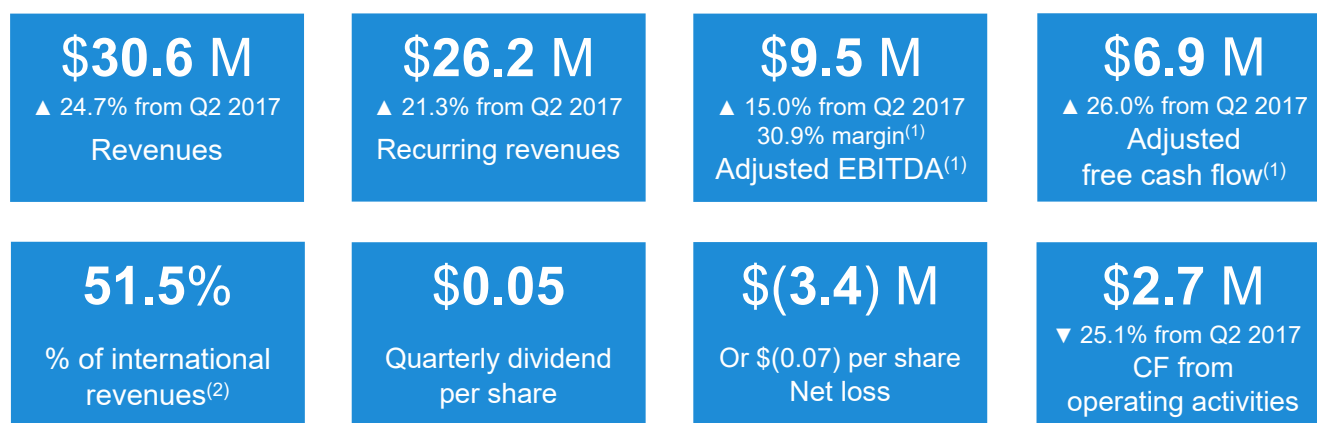 $30.6 M
▲ 24.7% from Q2 2017
Revenues
$26.2 M
▲ 21.3% from Q2 2017
Recurring revenues
$9.5 M
▲ 15.0% from Q2 2017
30.9% margin(1)
Adjusted EBITDA(1)
$6.9 M
▲ 26.0% from Q2 2017
Adjusted
free cash flow(1)
51.5%
% of international
revenues(2)
$0.05
Quarterly dividend
per share
$(3.4) M
Or $(0.07) per share
Net loss
$2.7 M
▼ 25.1% from Q2 2017
CF from
operating activities